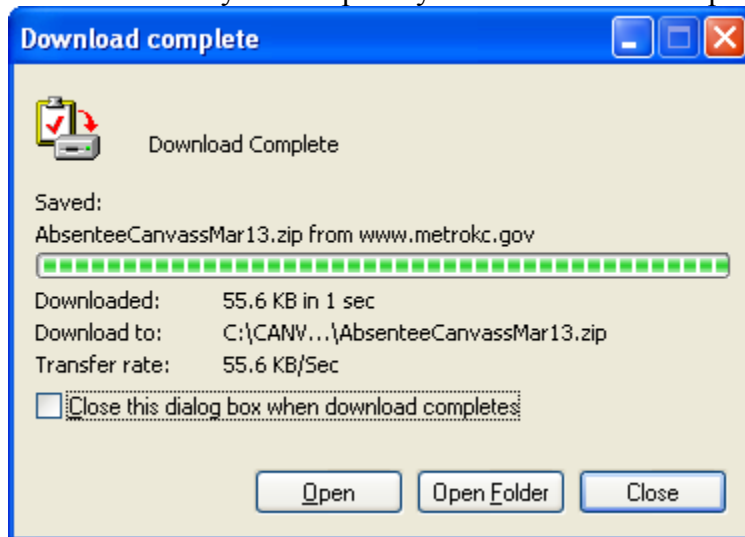 Download complete
Download Complete
Saved:
AbsenteeCanvassMar13.zip from www.metrokc.gov
Downloaded: 55.6 KB in 1 sec
Download to: C:\CANV...\AbsenteeCanvassMar13.zip
Transfer rate: 55.6 KB/Sec
Close this dialog box when download completes
Open Open Folder Close